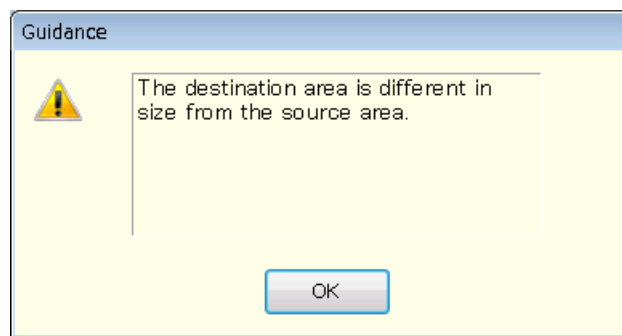 Guidance
The destination area is different in
size from the source area.
OK